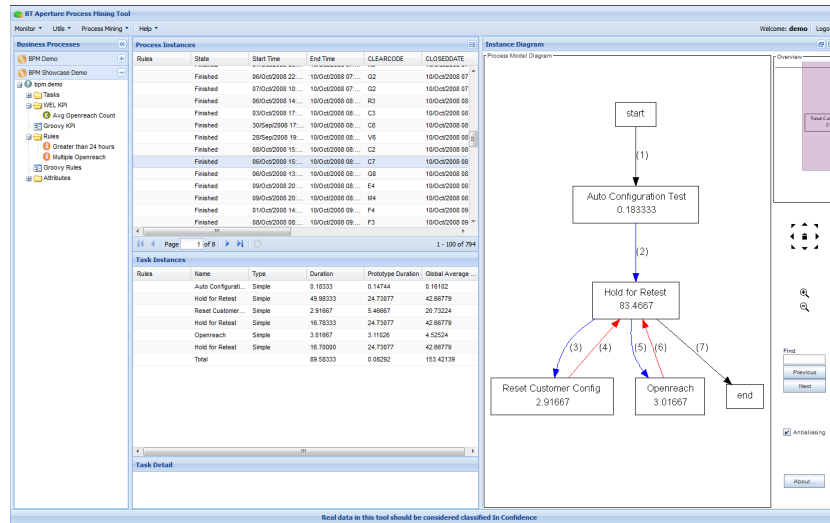 BT Aperture Process Mining Tool
Monitor Utils Process Mining Help Welcome: demo Logo
Business Processes
BPM Demo
BPM Showcase Demo
bpm.demo
Tasks
WEL KPI
Avg Openreach Count
Groovy KPI
Rules
Greater than 24 hours
Multiple Openreach
Groovy Rules
Attributes
Process Instances
Rules State Start Time End Time CLEARCODE CLOSEDDATE
Finished 06/Oct/2008 22:... 10/Oct/2008 07:... G2 10/Oct/2008 07
Finished 07/Oct/2008 10:... 10/Oct/2008 07:... G2 10/Oct/2008 07
Finished 06/Oct/2008 14:... 10/Oct/2008 08:... R3 10/Oct/2008 08
Finished 03/Oct/2008 17:... 10/Oct/2008 08:... C3 10/Oct/2008 08
Finished 30/Sep/2008 17:... 10/Oct/2008 08:... C8 10/Oct/2008 08
Finished 28/Sep/2008 19:... 10/Oct/2008 08:... V6 10/Oct/2008 08
Finished 08/Oct/2008 15:... 10/Oct/2008 08:... C2 10/Oct/2008 08
Finished 06/Oct/2008 15:... 10/Oct/2008 08:... C7 10/Oct/2008 08
Finished 06/Oct/2008 13:... 10/Oct/2008 08:... G8 10/Oct/2008 08
Finished 09/Oct/2008 20:... 10/Oct/2008 08:... E4 10/Oct/2008 08
Finished 09/Oct/2008 20:... 10/Oct/2008 08:... M4 10/Oct/2008 08
Finished 01/Oct/2008 14:... 10/Oct/2008 09:... F4 10/Oct/2008 09
Finished 08/Oct/2008 08:... 10/Oct/2008 09:... F3 10/Oct/2008 09
Page 1 of 8 1 - 100 of 794
Task Instances
Rules Name Type Duration Prototype Duration Global Average ...
Auto Configurati... Simple 0.18333 0.14744 0.16102
Hold for Retest Simple 49.98333 24.73077 42.66779
Reset Customer... Simple 2.91667 5.46667 20.73224
Hold for Retest Simple 16.78333 24.73077 42.66779
Openreach Simple 3.01667 3.11026 4.52524
Hold for Retest Simple 16.70000 24.73077 42.66779
Total 89.58333 0.08292 153.42139
Task Detail
Instance Diagram
Process Model Diagram
start
(1)
Auto Configuration Test
0.183333
(2)
Hold for Retest
83.4667
(3) (4) (5) (6) (7)
Reset Customer Config
2.91667
Openreach
3.01667
end
Overview
Find
Previous
Next
Antialiasing
About...
Real data in this tool should be considered classified In Confidence